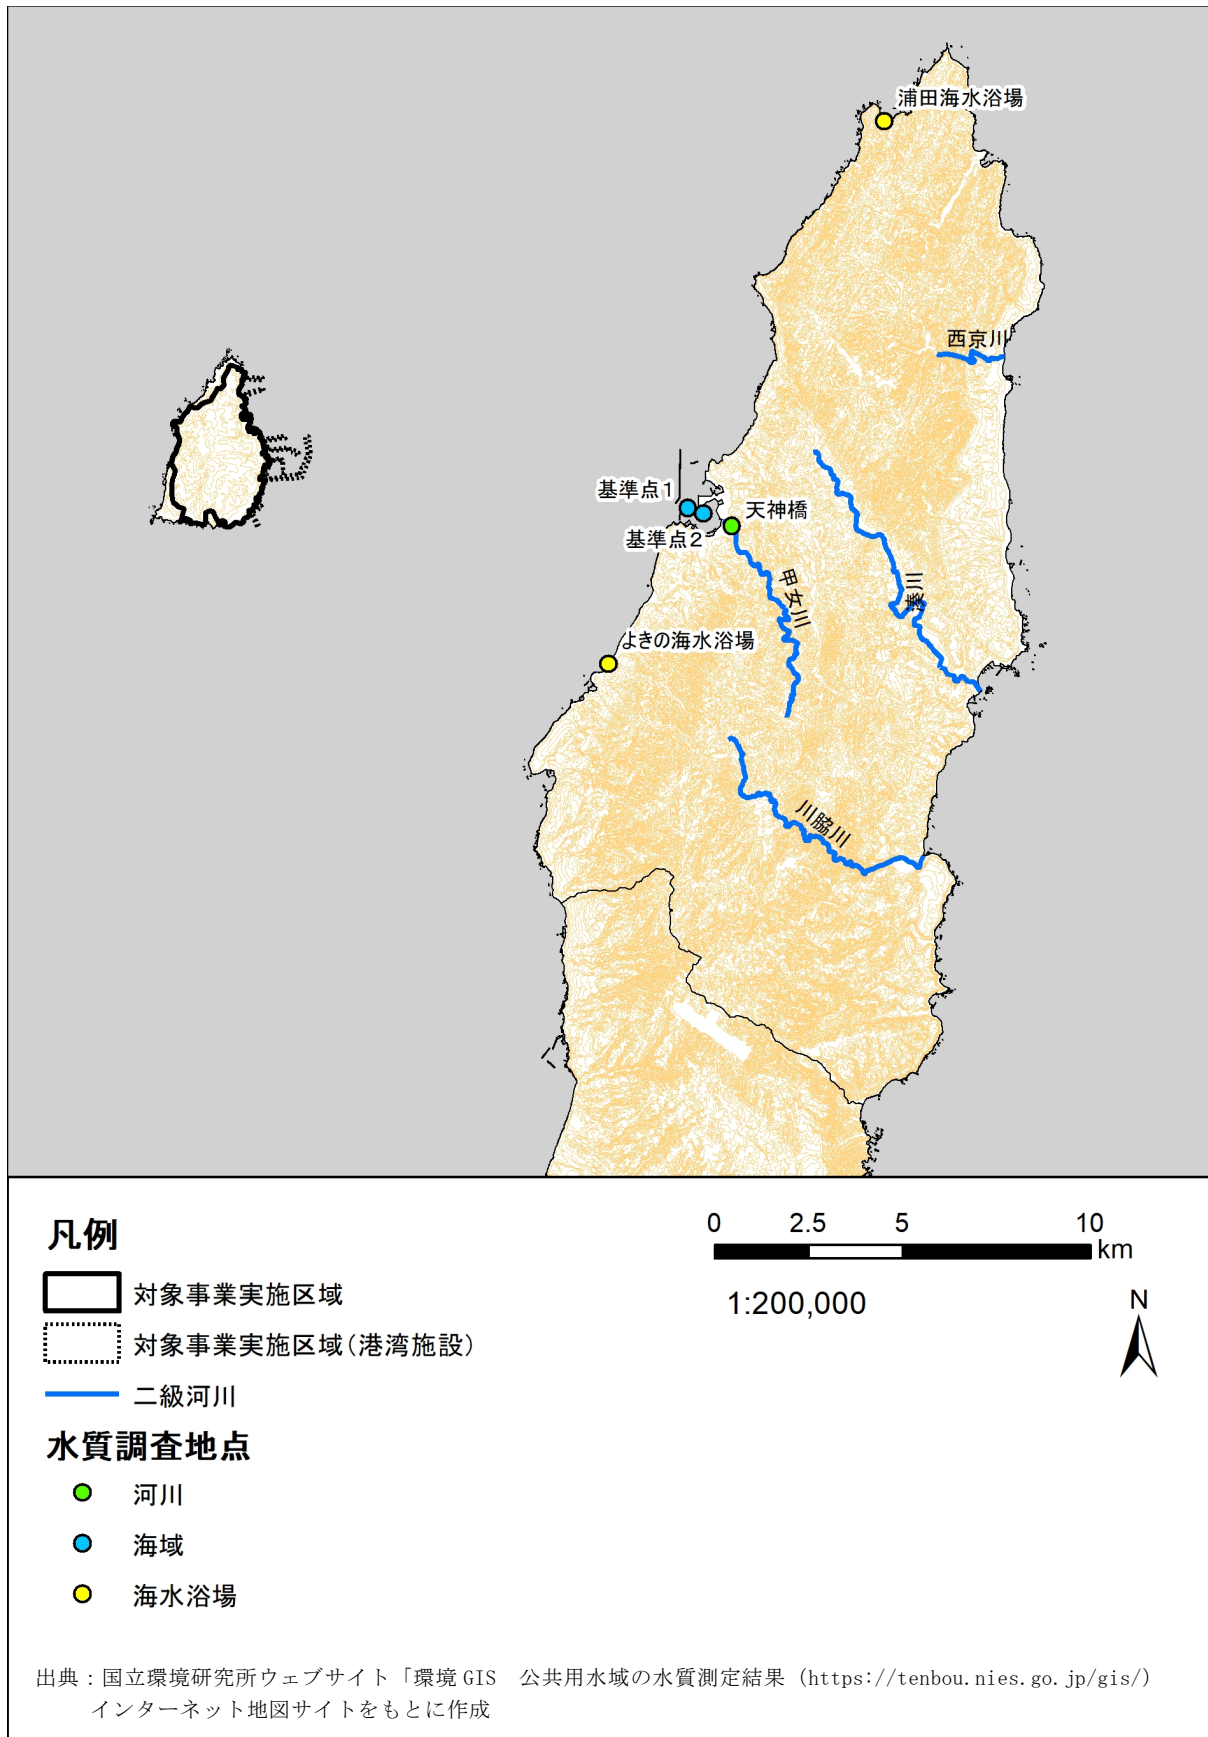 浦田海水浴場
西京川
基準点1
天神橋
基準点2
甲女川
湊川
よきの海水浴場
川脇川
凡例
対象事業実施区域
対象事業実施区域(港湾施設)
二級河川
水質調査地点
河川
海域
海水浴場
0 2.5 5 10
km
1:200,000
N
出典：国立環境研究所ウェブサイト「環境 GIS　公共用水域の水質測定結果（https://tenbou.nies.go.jp/gis/）
インターネット地図サイトをもとに作成